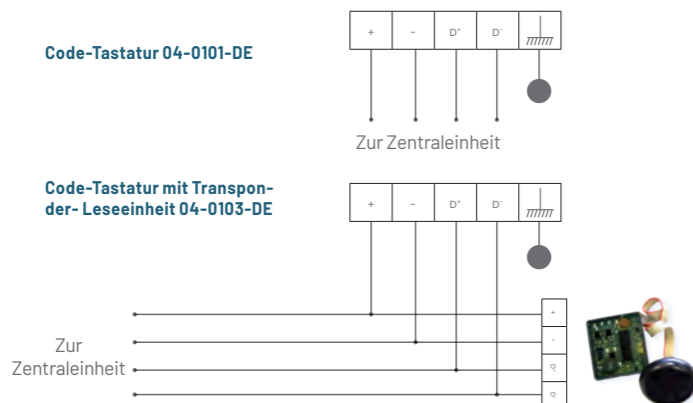 Code-Tastatur 04-0101-DE
+ − D⁺ D⁻
Zur Zentraleinheit
Code-Tastatur mit Transpon-
der- Leseeinheit 04-0103-DE
+ − D⁺ D⁻
Zur
Zentraleinheit
+
-
D⁺
D⁻